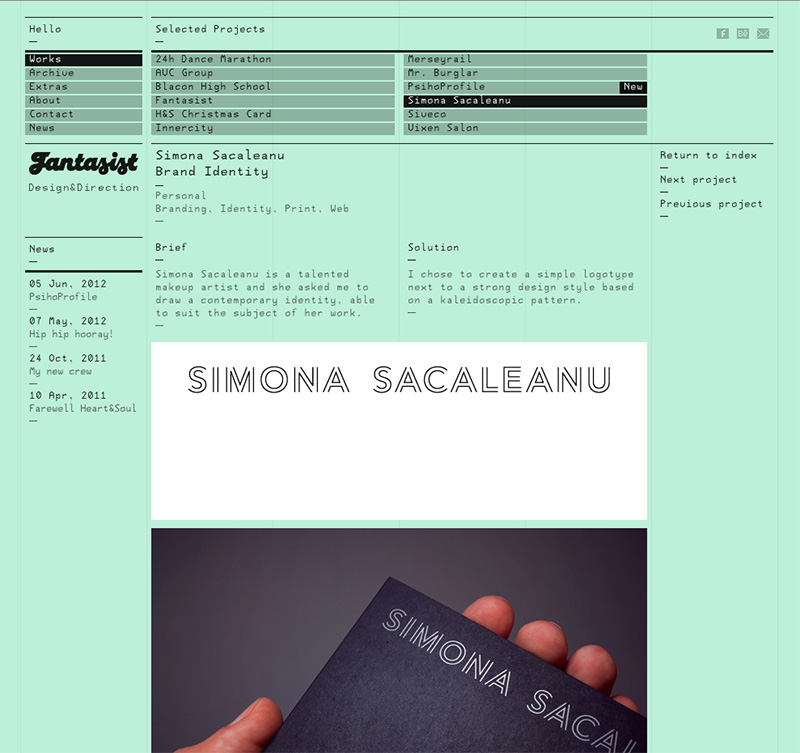 Hello
—
Selected Projects
—
f
Bē
Works
Archive
Extras
About
Contact
News
24h Dance Marathon
AVC Group
Blacon High School
Fantasist
H&S Christmas Card
Innercity
Merseyrail
Mr. Burglar
PsihoProfile New
Simona Sacaleanu
Siveco
Vixen Salon
Fantasist
Design&Direction
Simona Sacaleanu
Brand Identity
—
Personal
Branding, Identity, Print, Web
—
Return to index
—
Next project
—
Previous project
—
News
—
05 Jun, 2012
PsihoProfile
—
07 May, 2012
Hip hip hooray!
—
24 Oct, 2011
My new crew
—
10 Apr, 2011
Farewell Heart&Soul
—
Brief
—
Simona Sacaleanu is a talented
makeup artist and she asked me to
draw a contemporary identity, able
to suit the subject of her work.
—
Solution
—
I chose to create a simple logotype
next to a strong design style based
on a kaleidoscopic pattern.
—
SIMONA SACALEANU
SIMONA SACAL